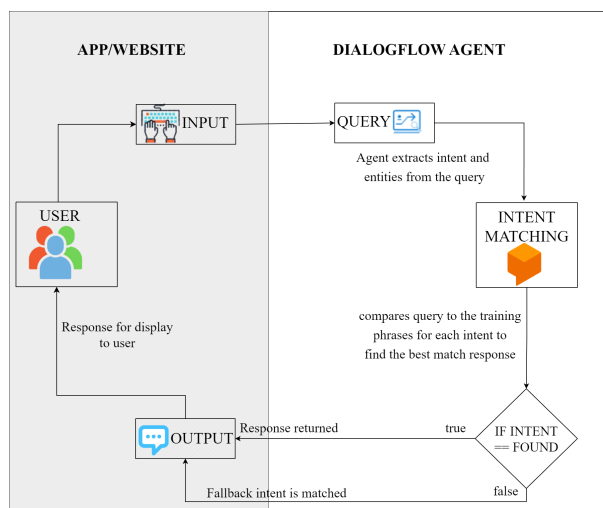 APP/WEBSITE
DIALOGFLOW AGENT
INPUT
QUERY
Agent extracts intent and
entities from the query
USER
INTENT
MATCHING
compares query to the training
phrases for each intent to
find the best match response
Response for display
to user
IF INTENT
== FOUND
true
Response returned
OUTPUT
false
Fallback intent is matched